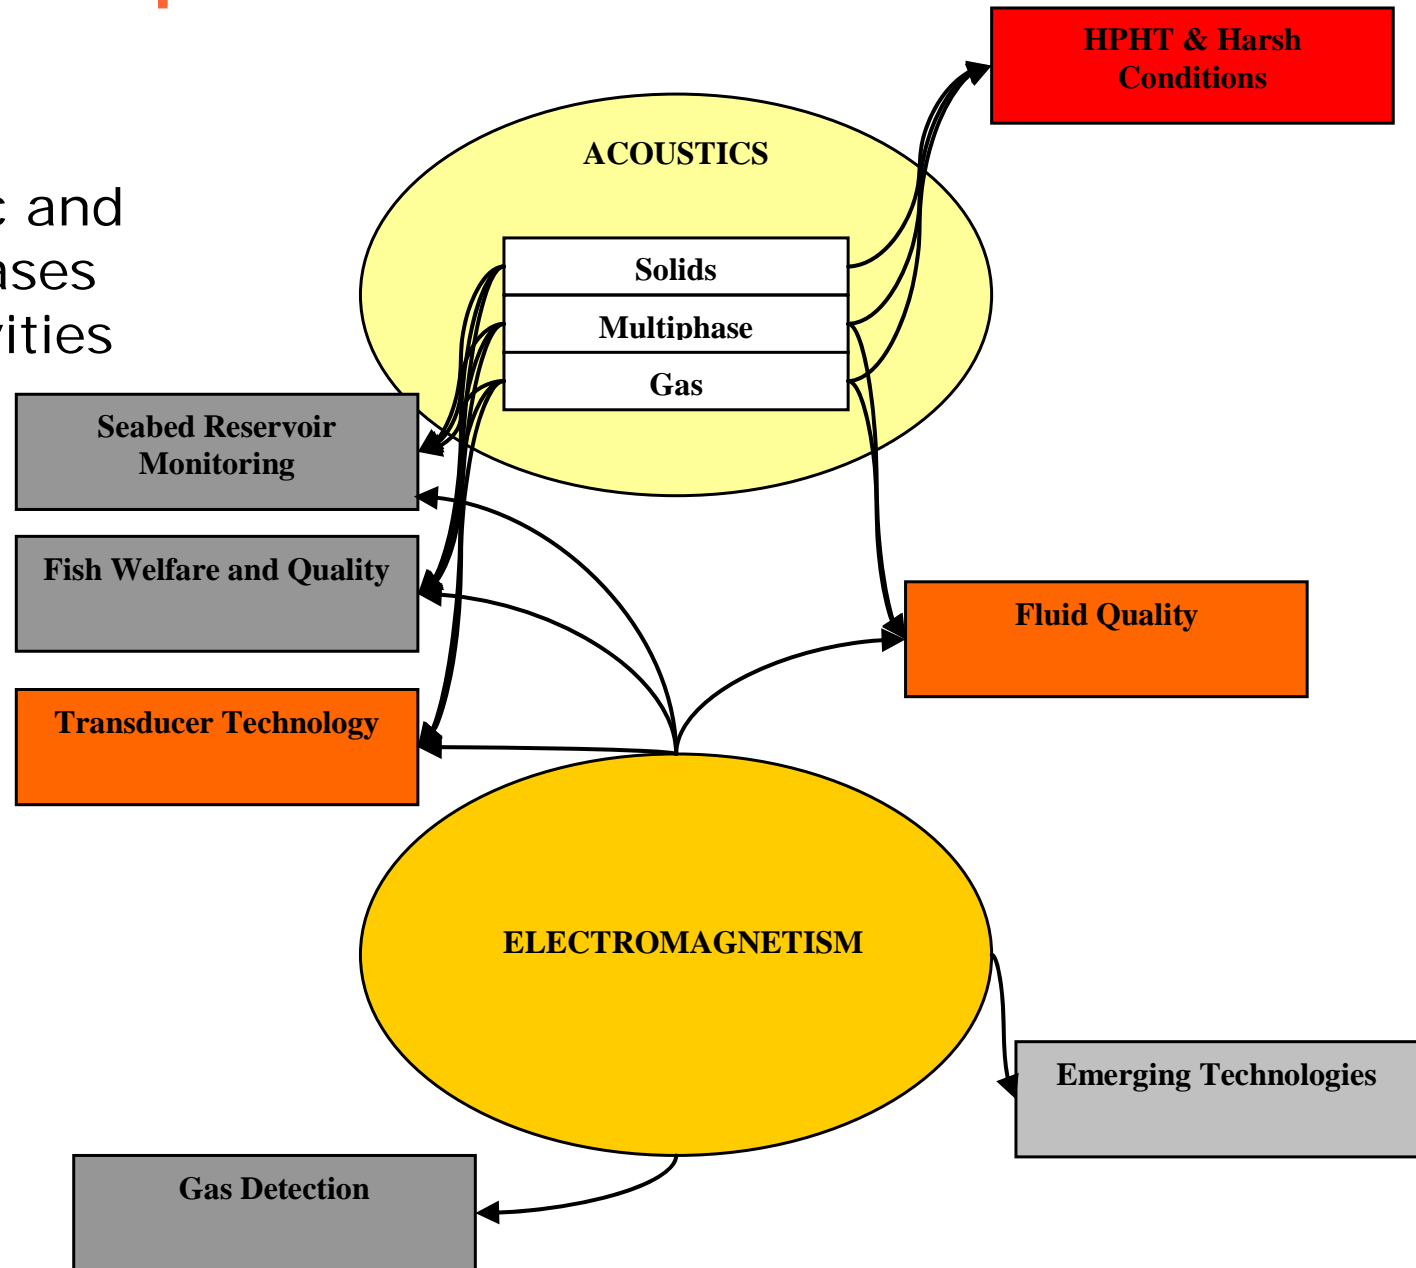 HPHT & Harsh
Conditions
ACOUSTICS
c and
ases
vities
Solids
Multiphase
Gas
Seabed Reservoir
Monitoring
Fish Welfare and Quality
Fluid Quality
Transducer Technology
ELECTROMAGNETISM
Emerging Technologies
Gas Detection